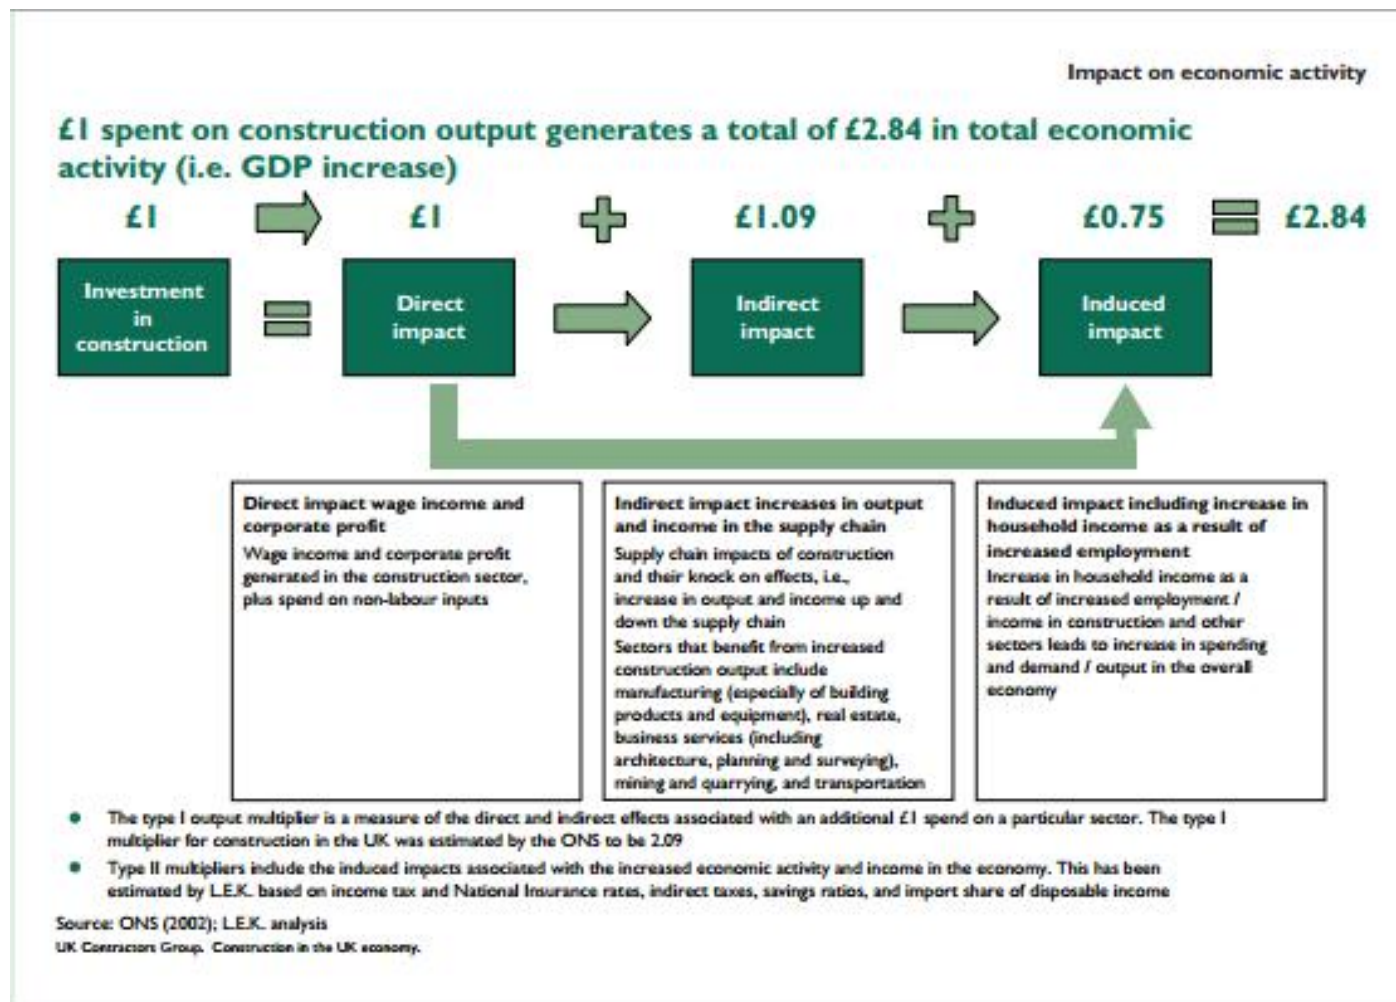 Impact on economic activity
£1 spent on construction output generates a total of £2.84 in total economic
activity (i.e. GDP increase)
£1
£1
£1.09
£0.75
£2.84
Investment
in
construction
Direct
impact
Indirect
impact
Induced
impact
Direct impact wage income and
corporate profit
Wage income and corporate profit
generated in the construction sector,
plus spend on non-labour inputs
Indirect impact increases in output
and income in the supply chain
Supply chain impacts of construction
and their knock on effects, i.e.,
increase in output and income up and
down the supply chain
Sectors that benefit from increased
construction output include
manufacturing (especially of building
products and equipment), real estate,
business services (including
architecture, planning and surveying),
mining and quarrying, and transportation
Induced impact including increase in
household income as a result of
increased employment
Increase in household income as a
result of increased employment /
income in construction and other
sectors leads to increase in spending
and demand / output in the overall
economy
● The type I output multiplier is a measure of the direct and indirect effects associated with an additional £1 spend on a particular sector. The type I
multiplier for construction in the UK was estimated by the ONS to be 2.09
● Type II multipliers include the induced impacts associated with the increased economic activity and income in the economy. This has been
estimated by L.E.K. based on income tax and National Insurance rates, indirect taxes, savings ratios, and import share of disposable income
Source: ONS (2002); L.E.K. analysis
UK Contractors Group. Construction in the UK economy.